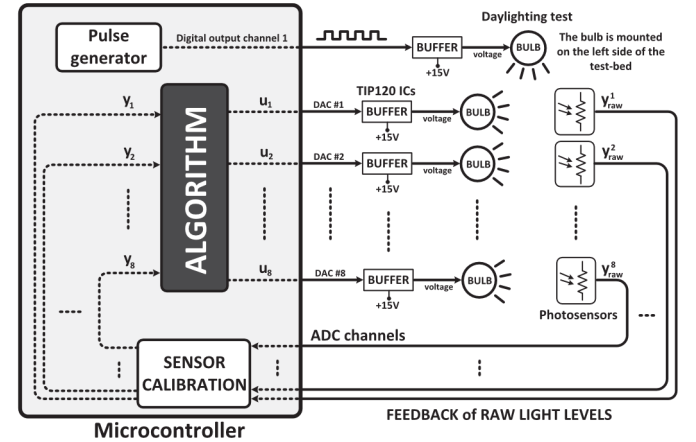 Daylighting test
Pulse
generator
Digital output channel 1
BUFFER
voltage
BULB
+15V
The bulb is mounted
on the left side of the
test-bed
TIP120 ICs
y1
ALGORITHM
u1
DAC #1
BUFFER
voltage
BULB
+15V
y1raw
y2
u2
DAC #2
BUFFER
voltage
BULB
+15V
y2raw
y8
u8
DAC #8
BUFFER
voltage
BULB
+15V
y8raw
Photosensors
ADC channels
SENSOR
CALIBRATION
Microcontroller
FEEDBACK of RAW LIGHT LEVELS